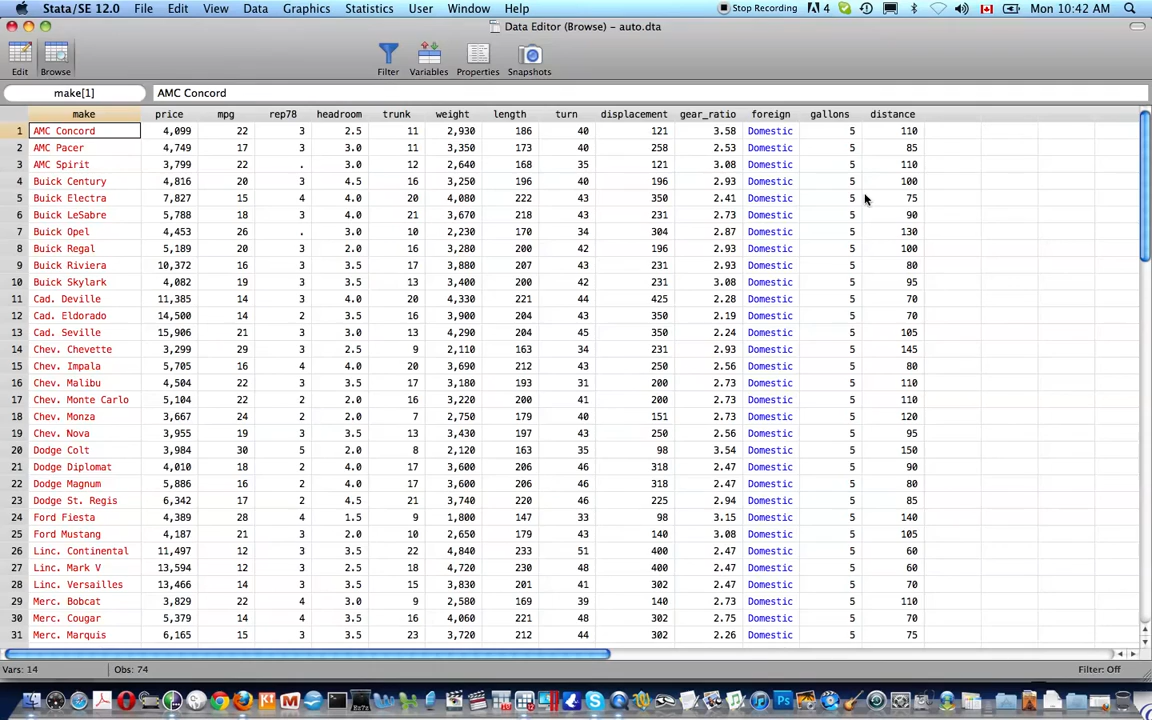 Stata/SE 12.0 File Edit View Data Graphics Statistics User Window Help Stop Recording 4 Mon 10:42 AM
Data Editor (Browse) – auto.dta
Edit Browse Filter Variables Properties Snapshots
make[1] AMC Concord
make price mpg rep78 headroom trunk weight length turn displacement gear_ratio foreign gallons distance
1 AMC Concord 4,099 22 3 2.5 11 2,930 186 40 121 3.58 Domestic 5 110
2 AMC Pacer 4,749 17 3 3.0 11 3,350 173 40 258 2.53 Domestic 5 85
3 AMC Spirit 3,799 22 . 3.0 12 2,640 168 35 121 3.08 Domestic 5 110
4 Buick Century 4,816 20 3 4.5 16 3,250 196 40 196 2.93 Domestic 5 100
5 Buick Electra 7,827 15 4 4.0 20 4,080 222 43 350 2.41 Domestic 5 75
6 Buick LeSabre 5,788 18 3 4.0 21 3,670 218 43 231 2.73 Domestic 5 90
7 Buick Opel 4,453 26 . 3.0 10 2,230 170 34 304 2.87 Domestic 5 130
8 Buick Regal 5,189 20 3 2.0 16 3,280 200 42 196 2.93 Domestic 5 100
9 Buick Riviera 10,372 16 3 3.5 17 3,880 207 43 231 2.93 Domestic 5 80
10 Buick Skylark 4,082 19 3 3.5 13 3,400 200 42 231 3.08 Domestic 5 95
11 Cad. Deville 11,385 14 3 4.0 20 4,330 221 44 425 2.28 Domestic 5 70
12 Cad. Eldorado 14,500 14 2 3.5 16 3,900 204 43 350 2.19 Domestic 5 70
13 Cad. Seville 15,906 21 3 3.0 13 4,290 204 45 350 2.24 Domestic 5 105
14 Chev. Chevette 3,299 29 3 2.5 9 2,110 163 34 231 2.93 Domestic 5 145
15 Chev. Impala 5,705 16 4 4.0 20 3,690 212 43 250 2.56 Domestic 5 80
16 Chev. Malibu 4,504 22 3 3.5 17 3,180 193 31 200 2.73 Domestic 5 110
17 Chev. Monte Carlo 5,104 22 2 2.0 16 3,220 200 41 200 2.73 Domestic 5 110
18 Chev. Monza 3,667 24 2 2.0 7 2,750 179 40 151 2.73 Domestic 5 120
19 Chev. Nova 3,955 19 3 3.5 13 3,430 197 43 250 2.56 Domestic 5 95
20 Dodge Colt 3,984 30 5 2.0 8 2,120 163 35 98 3.54 Domestic 5 150
21 Dodge Diplomat 4,010 18 2 4.0 17 3,600 206 46 318 2.47 Domestic 5 90
22 Dodge Magnum 5,886 16 2 4.0 17 3,600 206 46 318 2.47 Domestic 5 80
23 Dodge St. Regis 6,342 17 2 4.5 21 3,740 220 46 225 2.94 Domestic 5 85
24 Ford Fiesta 4,389 28 4 1.5 9 1,800 147 33 98 3.15 Domestic 5 140
25 Ford Mustang 4,187 21 3 2.0 10 2,650 179 43 140 3.08 Domestic 5 105
26 Linc. Continental 11,497 12 3 3.5 22 4,840 233 51 400 2.47 Domestic 5 60
27 Linc. Mark V 13,594 12 3 2.5 18 4,720 230 48 400 2.47 Domestic 5 60
28 Linc. Versailles 13,466 14 3 3.5 15 3,830 201 41 302 2.47 Domestic 5 70
29 Merc. Bobcat 3,829 22 4 3.0 9 2,580 169 39 140 2.73 Domestic 5 110
30 Merc. Cougar 5,379 14 4 3.5 16 4,060 221 48 302 2.75 Domestic 5 70
31 Merc. Marquis 6,165 15 3 3.5 23 3,720 212 44 302 2.26 Domestic 5 75
Vars: 14 Obs: 74 Filter: Off